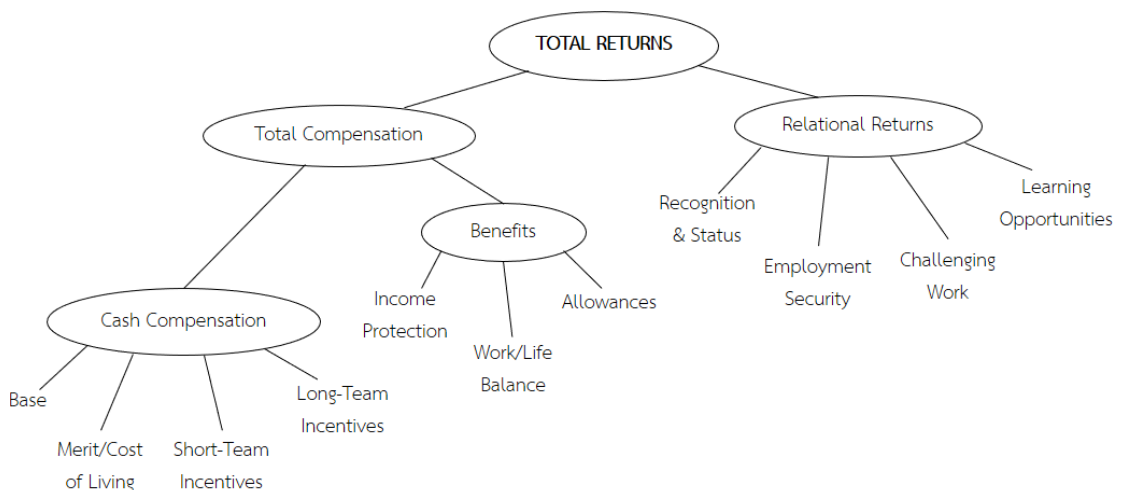 TOTAL RETURNS
Total Compensation
Relational Returns
Recognition
& Status
Employment
Security
Challenging
Work
Learning
Opportunities
Benefits
Income
Protection
Work/Life
Balance
Allowances
Cash Compensation
Base
Merit/Cost
of Living
Short-Team
Incentives
Long-Team
Incentives